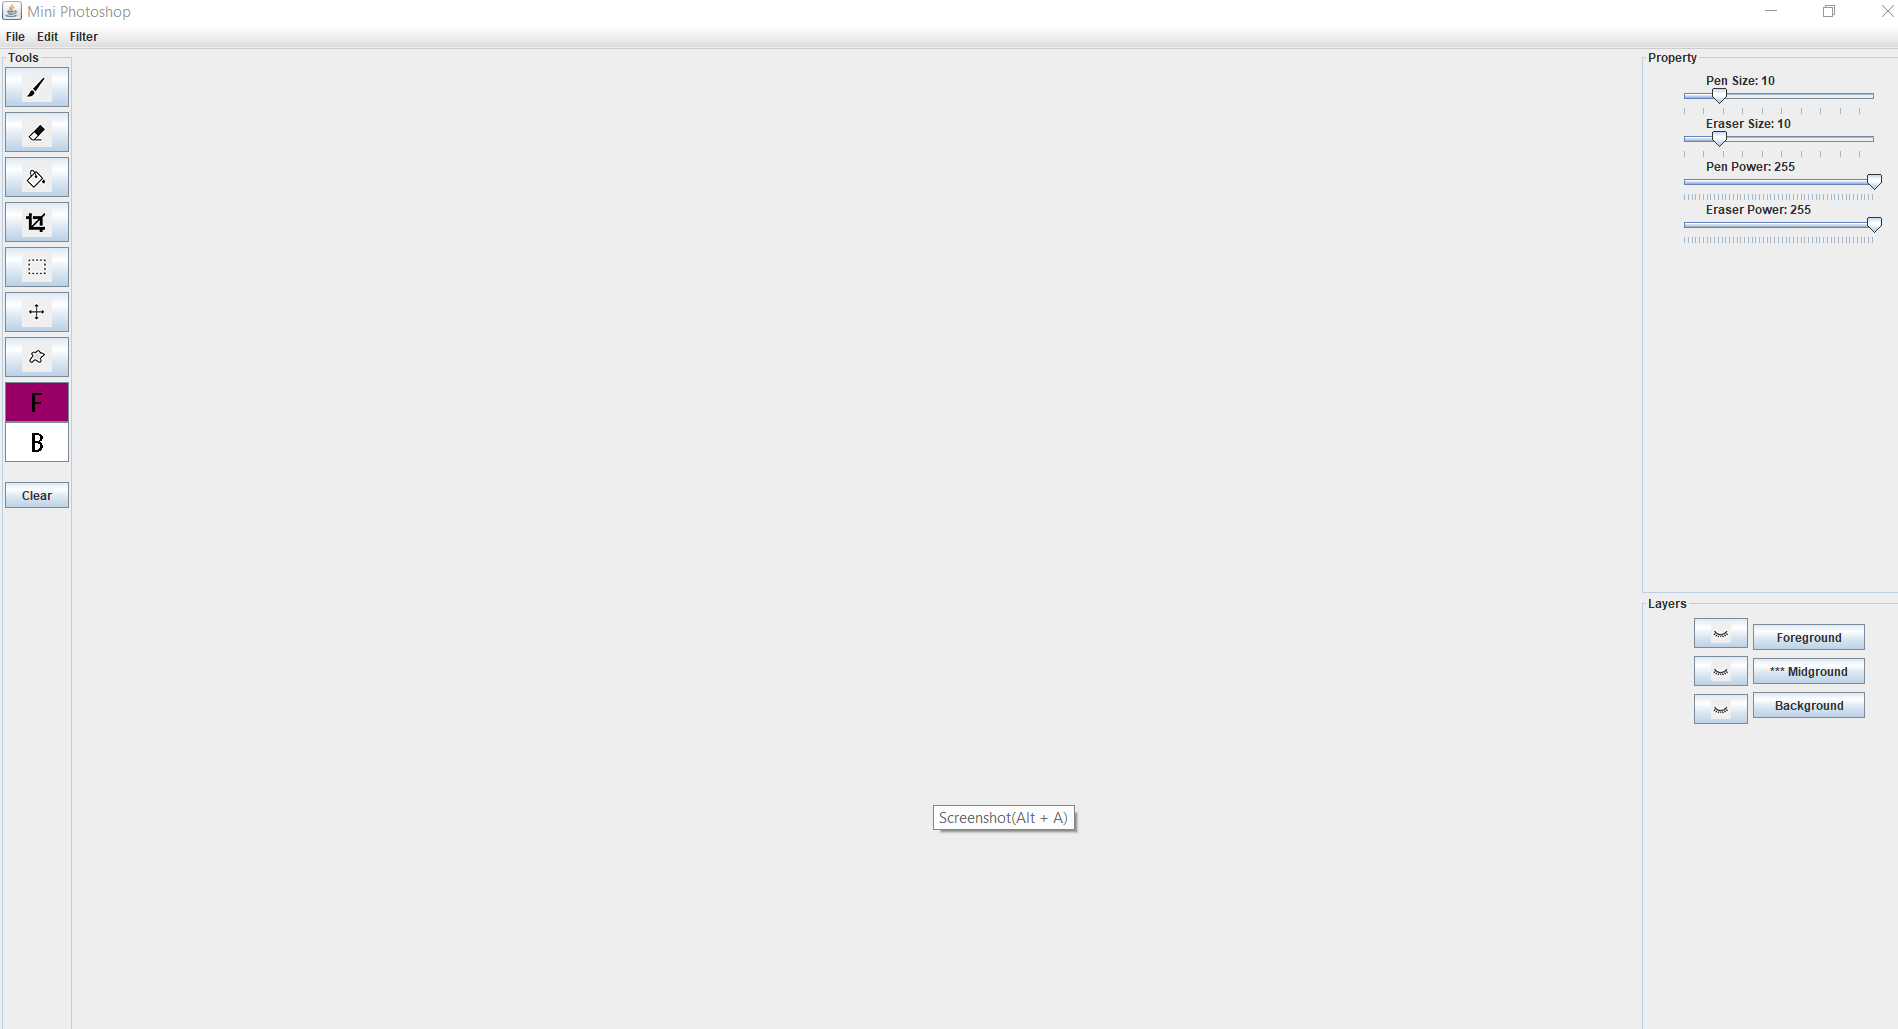 Mini Photoshop
File Edit Filter
Tools
F
B
Clear
Property
Pen Size: 10
Eraser Size: 10
Pen Power: 255
Eraser Power: 255
Layers
Foreground
*** Midground
Background
Screenshot(Alt + A)